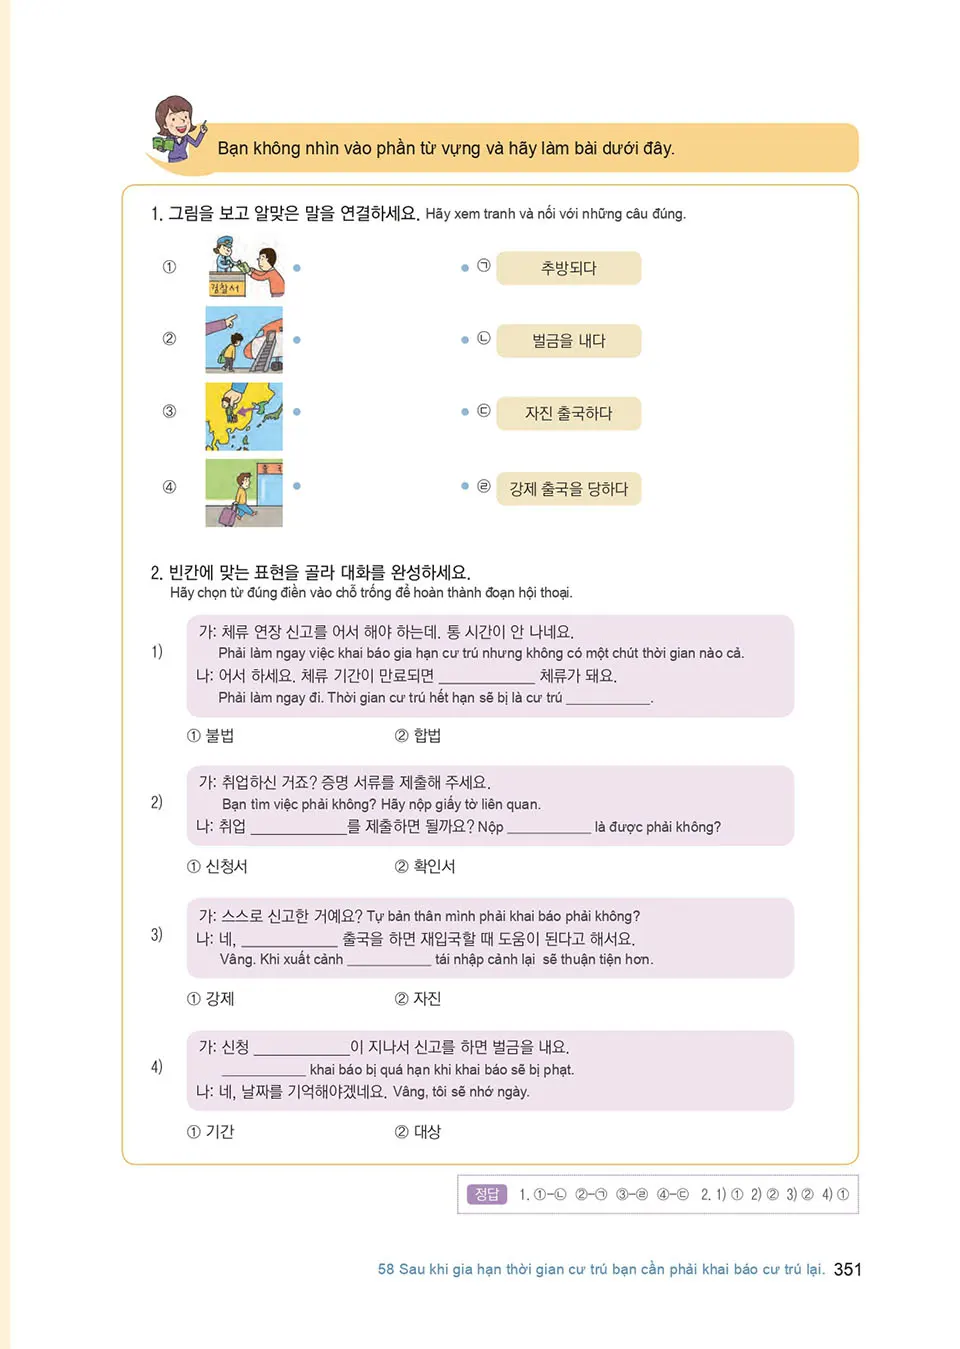 Bạn không nhìn vào phần từ vựng và hãy làm bài dưới đây.
1. 그림을 보고 알맞은 말을 연결하세요. Hãy xem tranh và nối với những câu đúng.
① 경찰서 ㉠ 추방되다
② ㉡ 벌금을 내다
③ ㉢ 자진 출국하다
④ ㉣ 강제 출국을 당하다
2. 빈칸에 맞는 표현을 골라 대화를 완성하세요.
Hãy chọn từ đúng điền vào chỗ trống để hoàn thành đoạn hội thoại.
1) 가: 체류 연장 신고를 어서 해야 하는데. 통 시간이 안 나네요.
Phải làm ngay việc khai báo gia hạn cư trú nhưng không có một chút thời gian nào cả.
나: 어서 하세요. 체류 기간이 만료되면 ____________ 체류가 돼요.
Phải làm ngay đi. Thời gian cư trú hết hạn sẽ bị là cư trú ___________.
① 불법 ② 합법
2) 가: 취업하신 거죠? 증명 서류를 제출해 주세요.
Bạn tìm việc phải không? Hãy nộp giấy tờ liên quan.
나: 취업 ____________를 제출하면 될까요? Nộp ___________ là được phải không?
① 신청서 ② 확인서
3) 가: 스스로 신고한 거예요? Tự bản thân mình phải khai báo phải không?
나: 네, ____________ 출국을 하면 재입국할 때 도움이 된다고 해서요.
Vâng. Khi xuất cảnh ___________ tái nhập cảnh lại sẽ thuận tiện hơn.
① 강제 ② 자진
4) 가: 신청 ____________이 지나서 신고를 하면 벌금을 내요.
___________ khai báo bị quá hạn khi khai báo sẽ bị phạt.
나: 네, 날짜를 기억해야겠네요. Vâng, tôi sẽ nhớ ngày.
① 기간 ② 대상
정답 1. ①-㉡ ②-㉠ ③-㉣ ④-㉢ 2. 1) ① 2) ② 3) ② 4) ①
58 Sau khi gia hạn thời gian cư trú bạn cần phải khai báo cư trú lại. 351